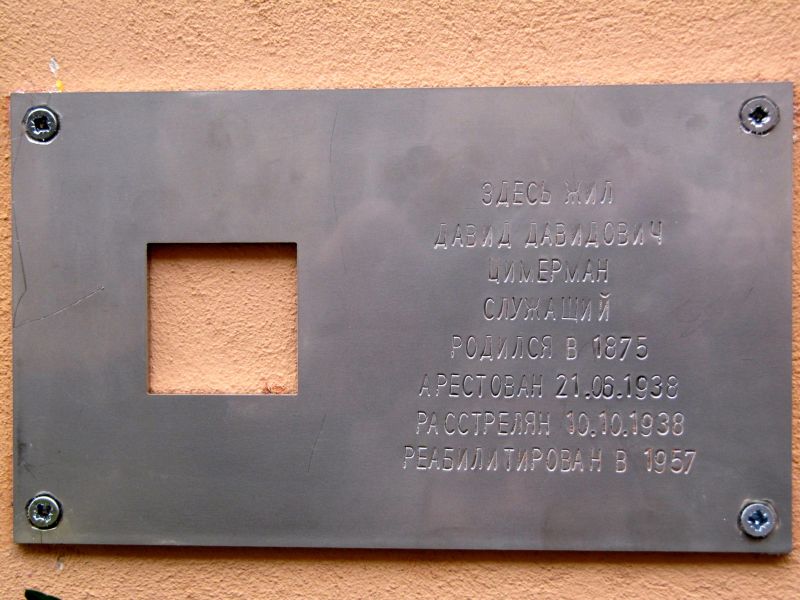 ЗДЕСЬ ЖИЛ
ДАВИД ДАВИДОВИЧ
ЦИМЕРМАН
СЛУЖАЩИЙ
РОДИЛСЯ В 1875
АРЕСТОВАН 21.06.1938
РАССТРЕЛЯН 10.10.1938
РЕАБИЛИТИРОВАН В 1957